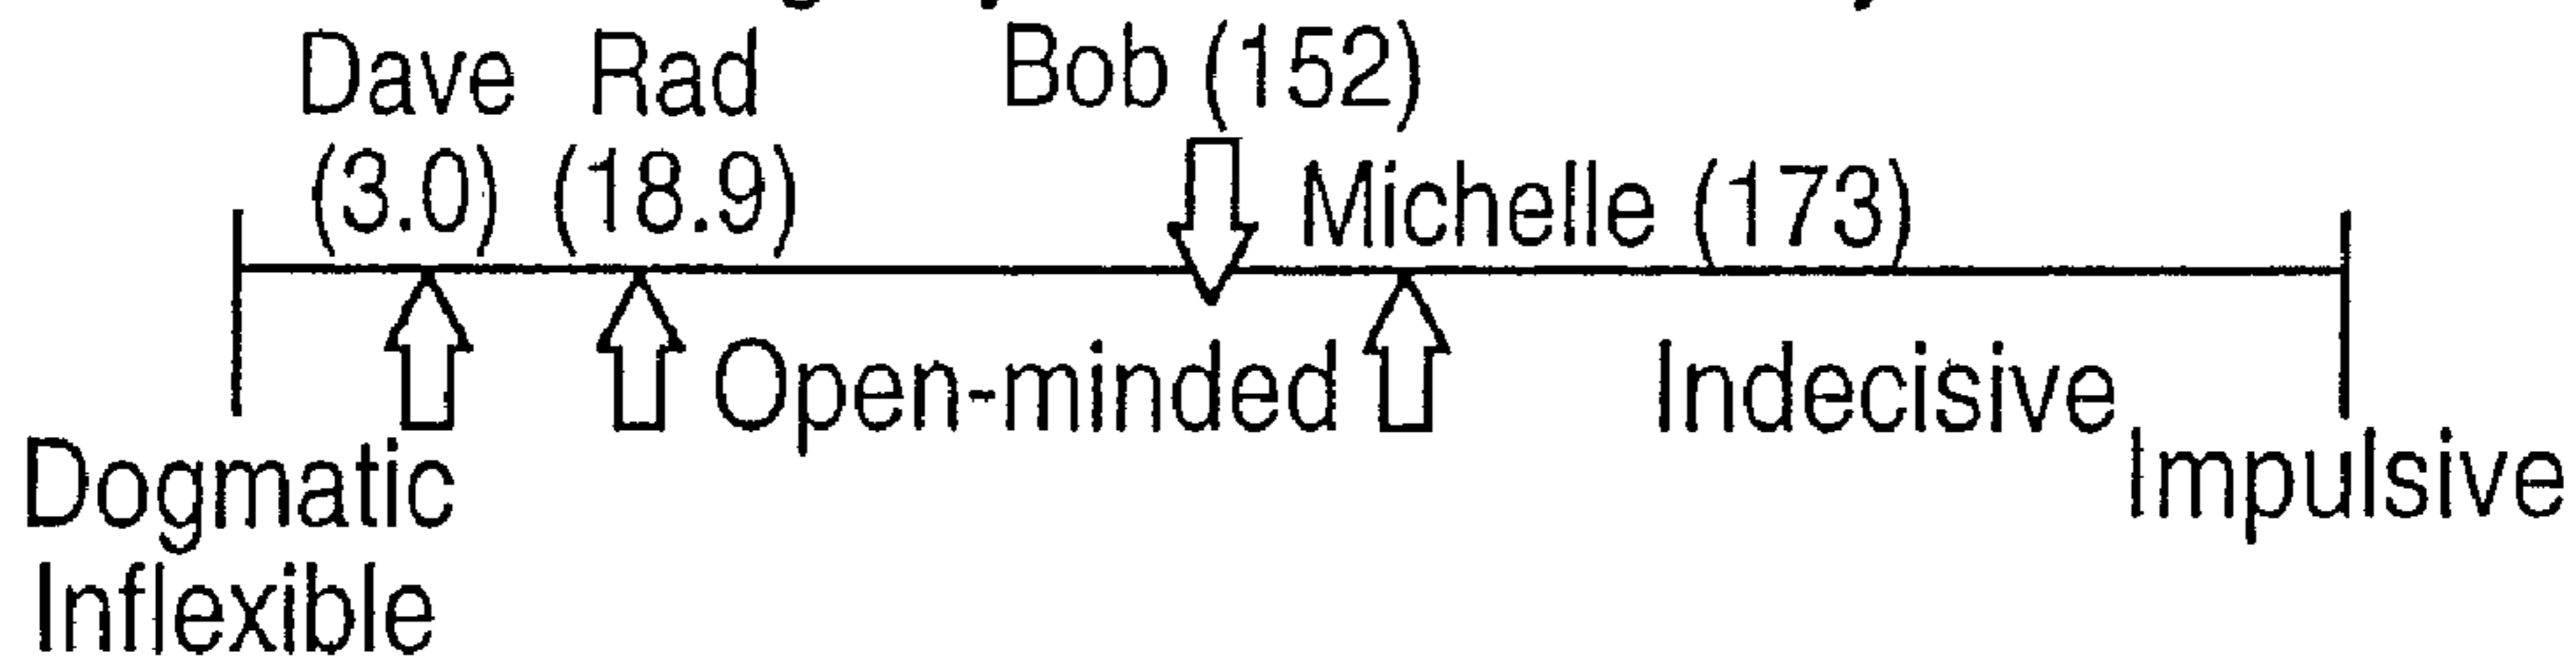 Dave Rad Bob (152)
(3.0) (18.9) Michelle (173)
Open-minded Indecisive
Dogmatic Impulsive
Inflexible